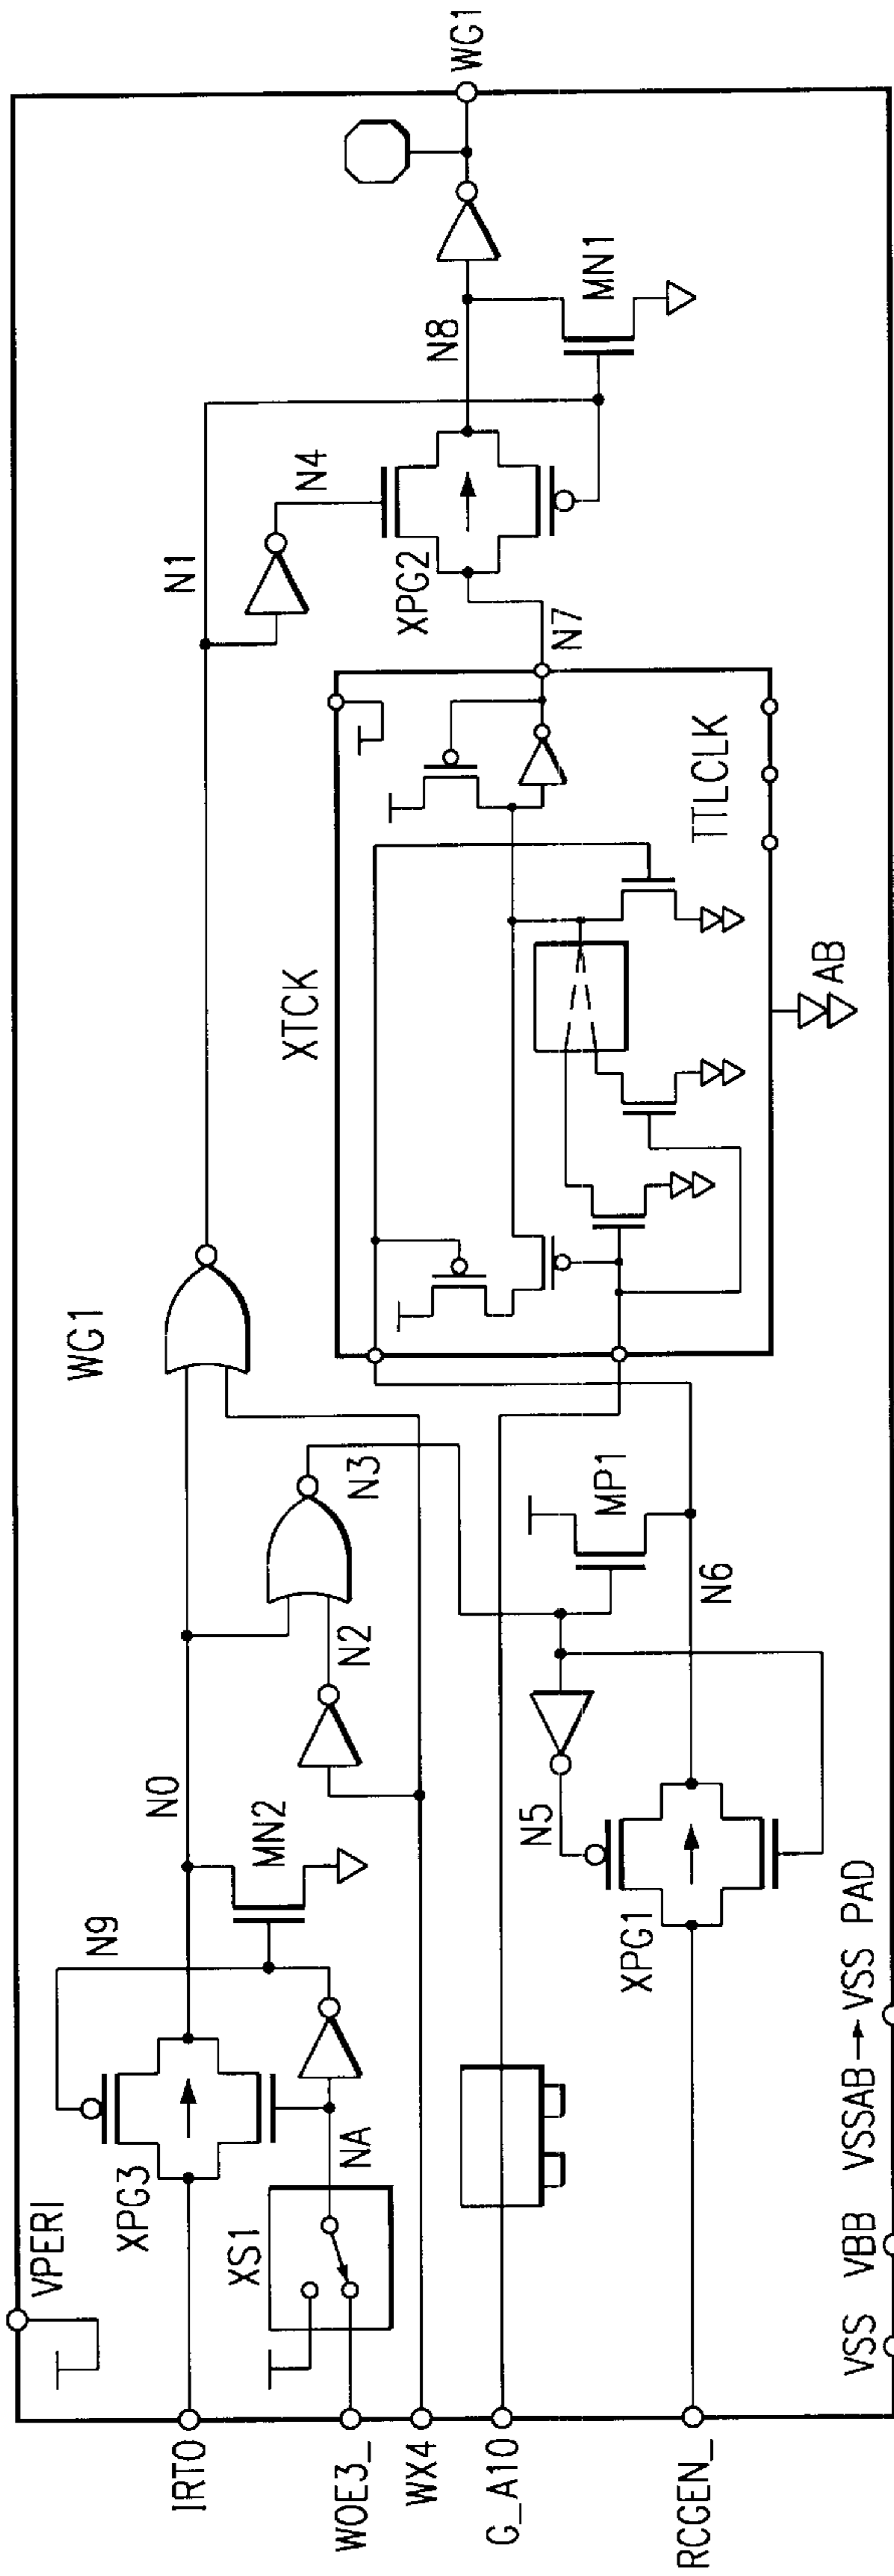 VPERI
IRT0
XPG3
N9
N0
MN2
WG1
N1
N4
XPG2
N8
WG1
MN1
WOE3_
XS1
NA
N2
N3
XTCK
N7
TTLCLK
AB
WX4
G_A10
RCGEN_
XPG1
N5
N6
MP1
VSS
VBB
VSSAB → VSS PAD